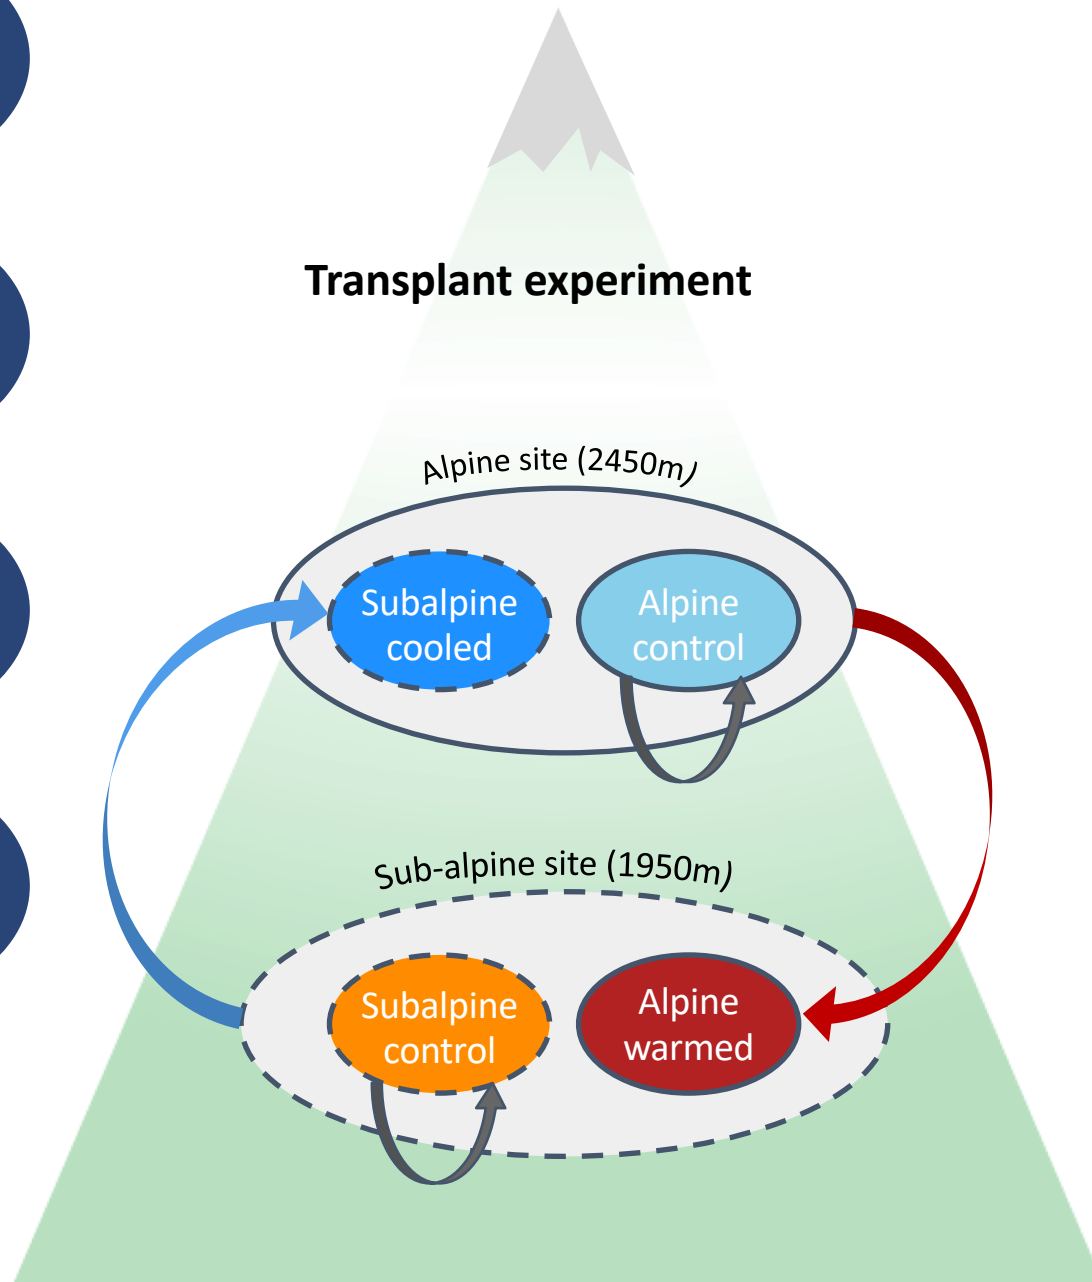 Transplant experiment
Alpine site (2450m)
Subalpine
cooled
Alpine
control
Sub-alpine site (1950m)
Subalpine
control
Alpine
warmed